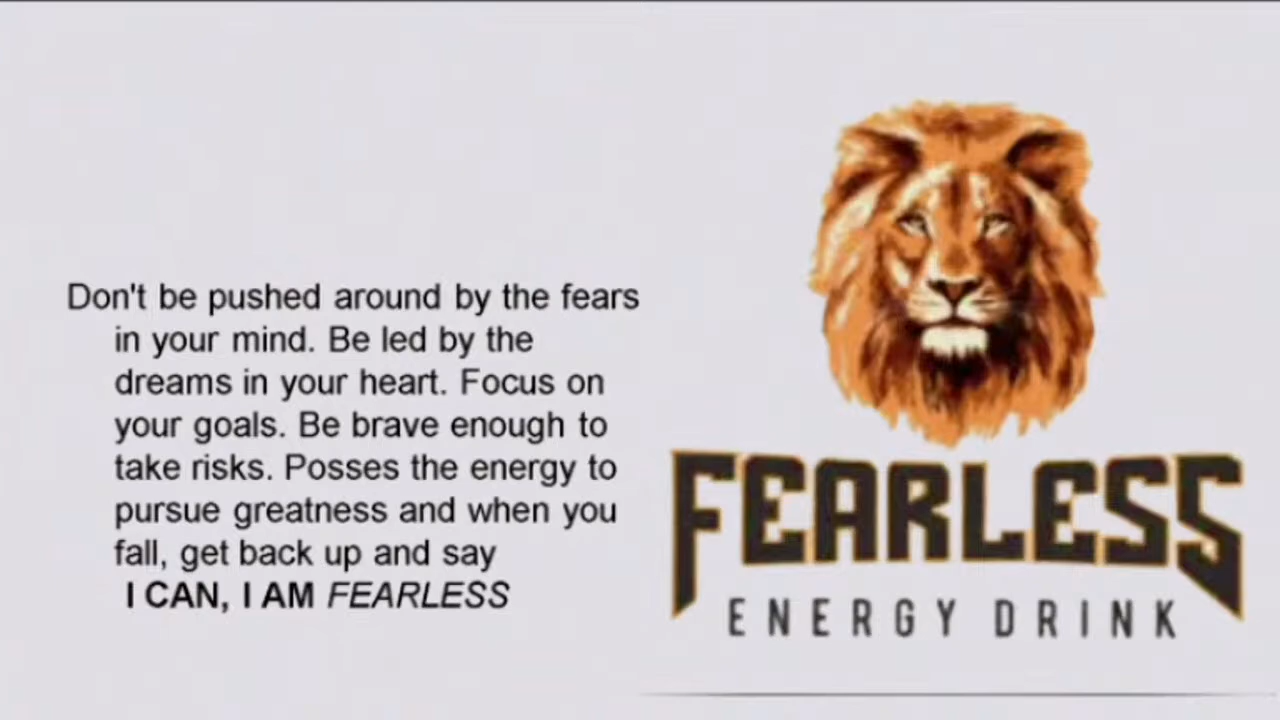 Don't be pushed around by the fears
in your mind. Be led by the
dreams in your heart. Focus on
your goals. Be brave enough to
take risks. Posses the energy to
pursue greatness and when you
fall, get back up and say
I CAN, I AM FEARLESS
FEARLESS
ENERGY DRINK